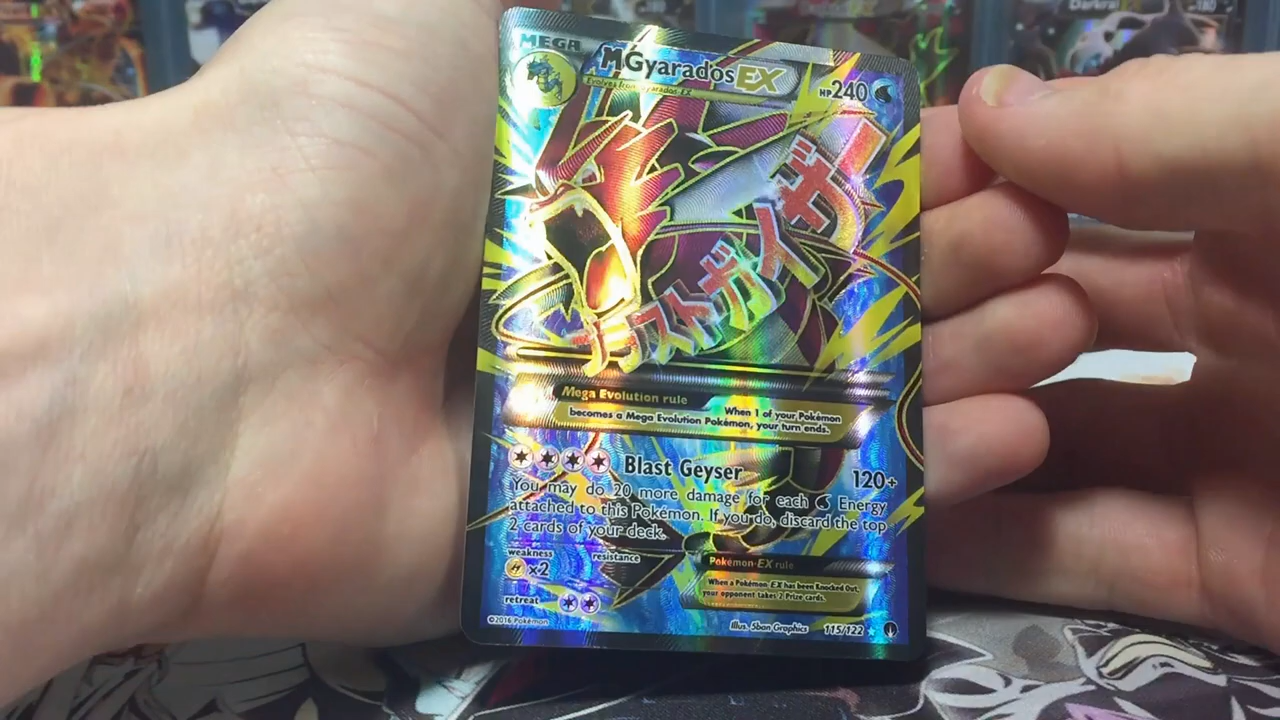 Darkrai
180
MEGA
M Gyarados EX
HP240
Evolves from Gyarados-EX
ギャラドス
Mega Evolution rule
When 1 of your Pokémon
becomes a Mega Evolution Pokémon, your turn ends.
Blast Geyser
120+
You may do 20 more damage for each Energy
attached to this Pokémon. If you do, discard the top
2 cards of your deck.
weakness
resistance
×2
Pokémon-EX rule
When a Pokémon-EX has been Knocked Out,
your opponent takes 2 Prize cards.
retreat
©2016 Pokémon
Illus. 5ban Graphics
115/122